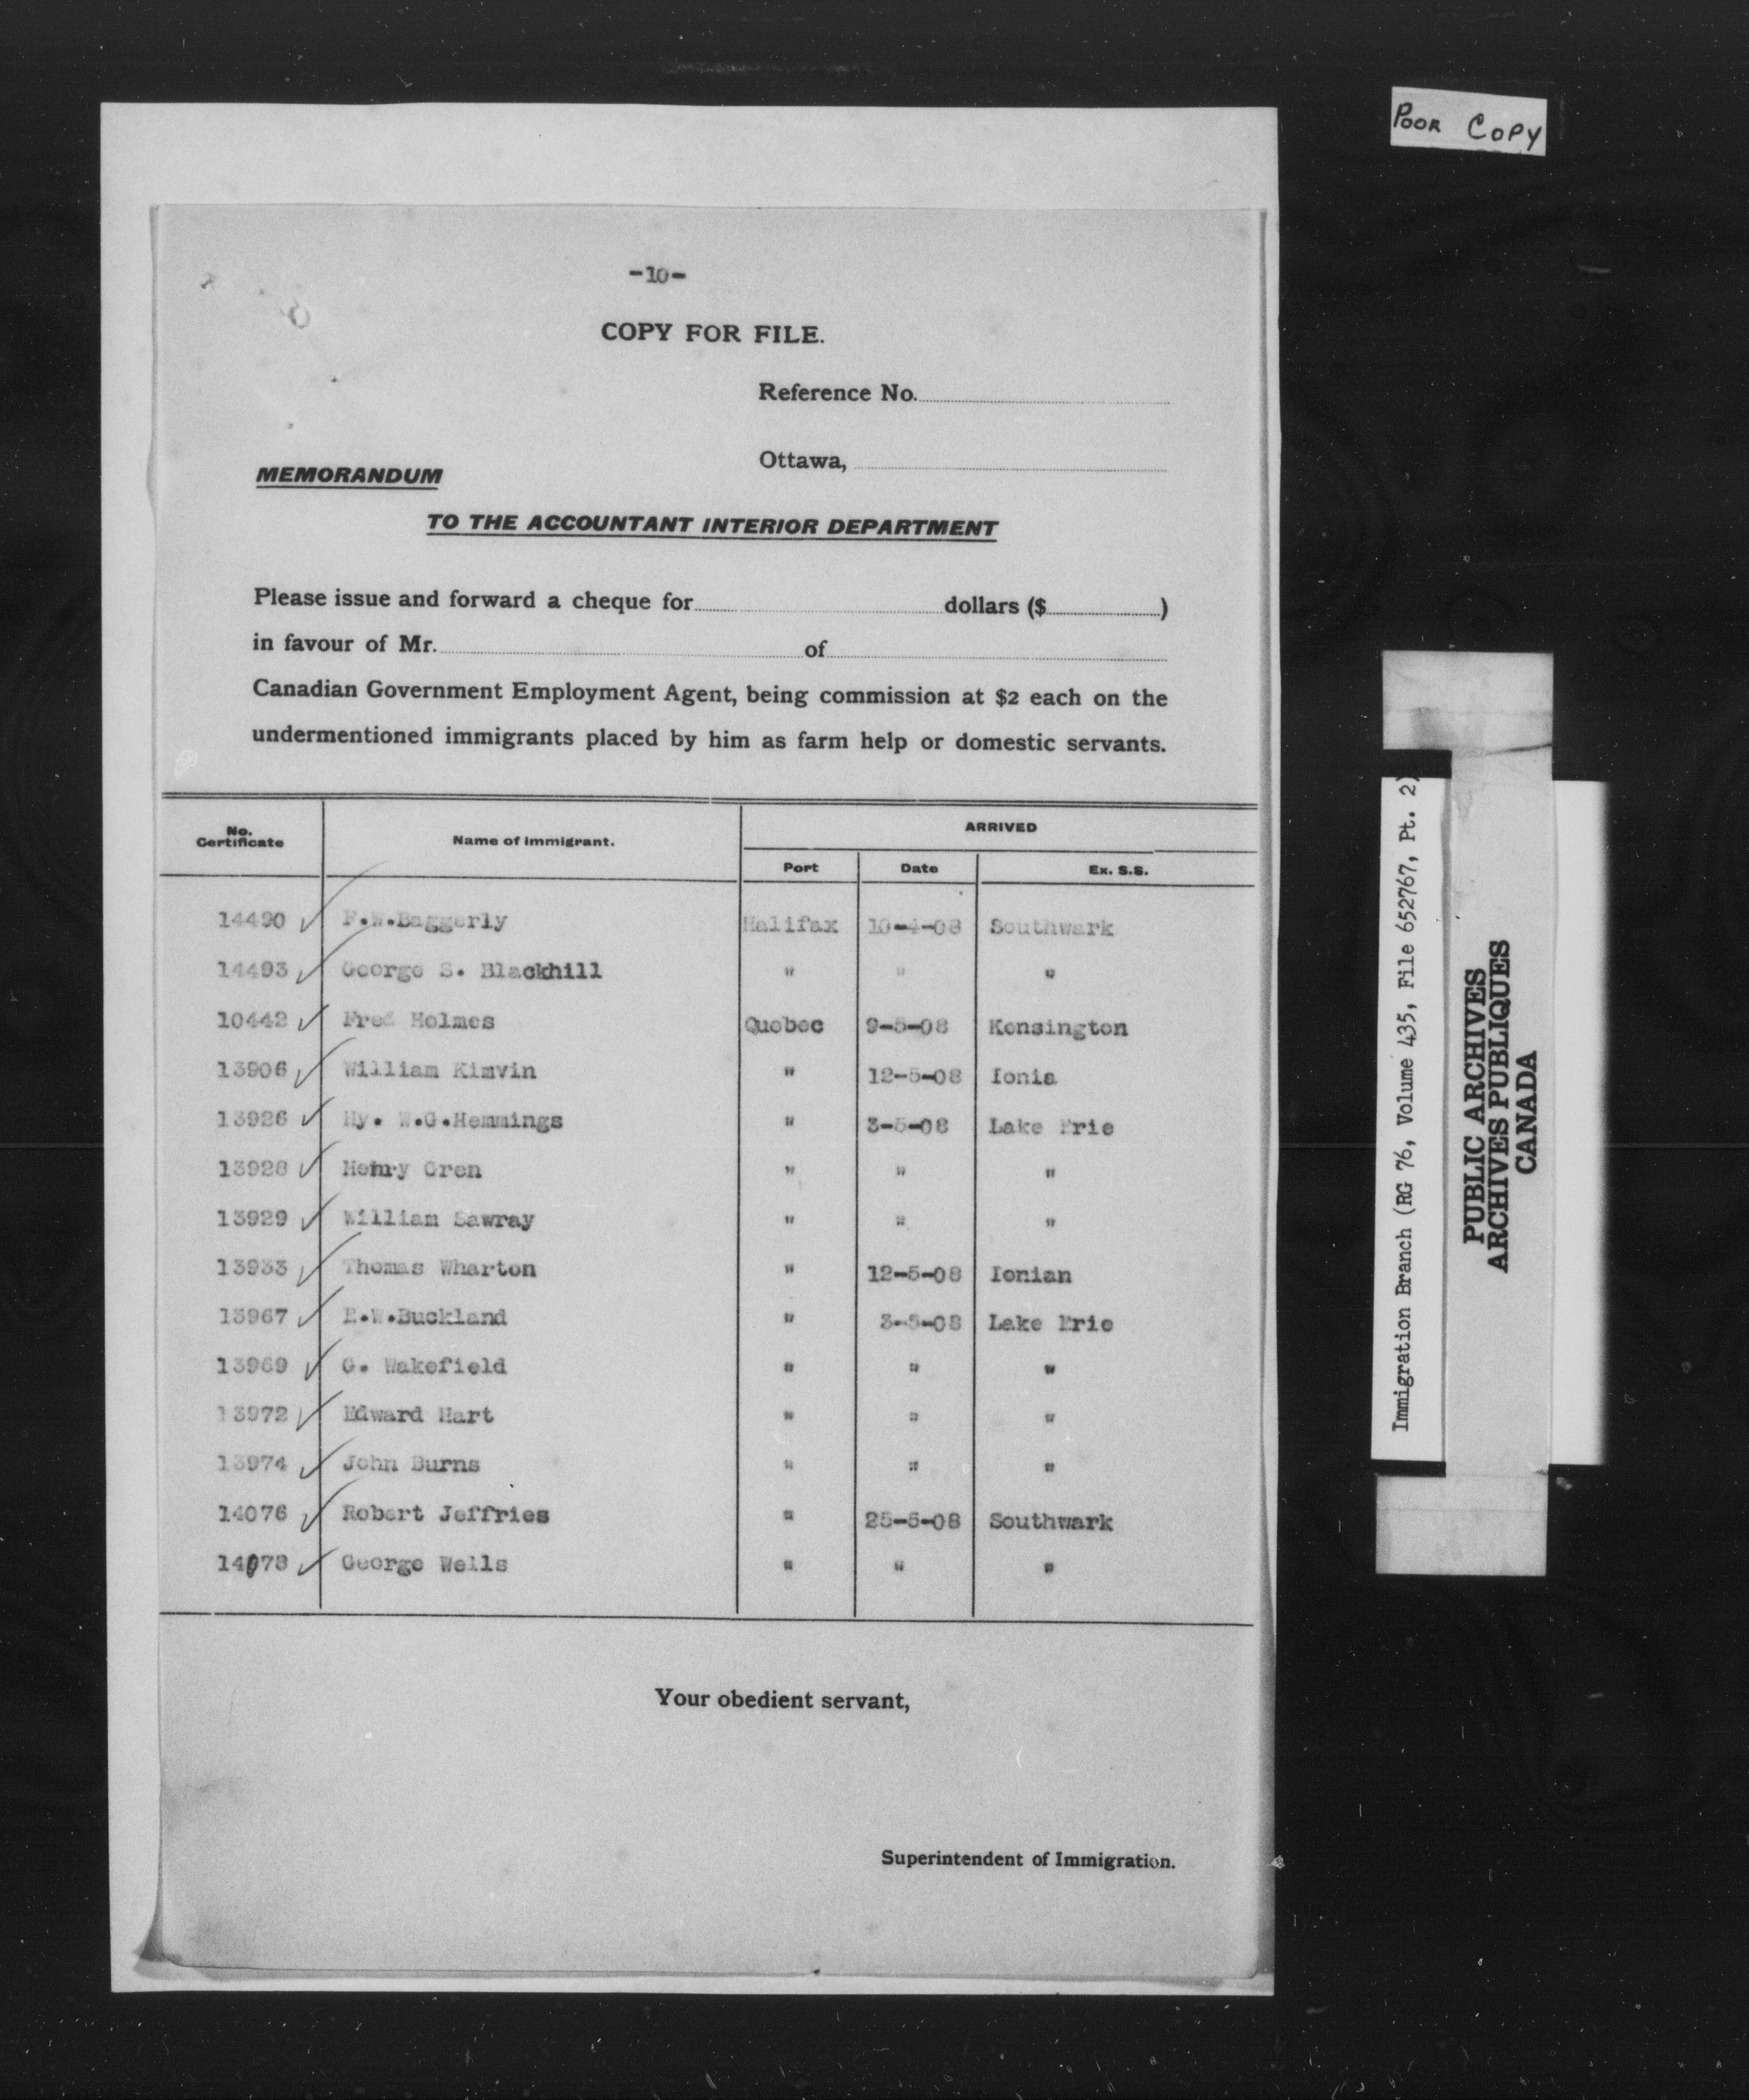 POOR COPY
-10-
COPY FOR FILE.
Reference No.
Ottawa,
MEMORANDUM
TO THE ACCOUNTANT INTERIOR DEPARTMENT
Please issue and forward a cheque for dollars ($ )
in favour of Mr. of
Canadian Government Employment Agent, being commission at $2 each on the
undermentioned immigrants placed by him as farm help or domestic servants.
No. Certificate Name of Immigrant. ARRIVED
Port Date Ex. S.S.
14490 F.W.Baggerly Halifax 10-4-08 Southwark
14493 George S. Blackhill " " "
10442 Fred Holmes Quebec 9-5-08 Kensington
13906 William Kimvin " 12-5-08 Ionia
13926 Hy. W.G.Hemmings " 3-5-08 Lake Erie
13928 Henry Oren " " "
13929 William Sawray " " "
13933 Thomas Wharton " 12-5-08 Ionian
13967 E.W.Buckland " 3-5-08 Lake Erie
13969 G. Wakefield " " "
13972 Edward Hart " " "
13974 John Burns " " "
14076 Robert Jeffries " 25-5-08 Southwark
14078 George Wells " " "
Your obedient servant,
Superintendent of Immigration.
Immigration Branch (RG 76, Volume 435, File 652767, Pt. 2)
PUBLIC ARCHIVES
ARCHIVES PUBLIQUES
CANADA